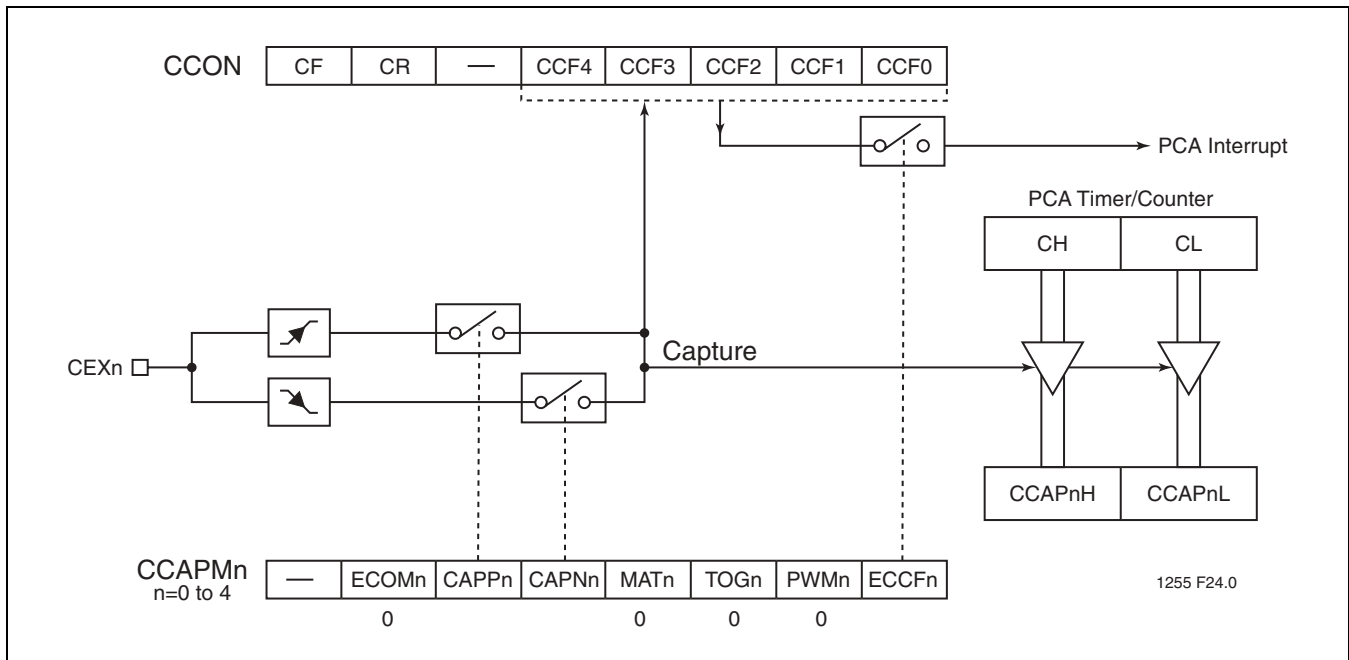 CCON CF CR — CCF4 CCF3 CCF2 CCF1 CCF0
PCA Interrupt
PCA Timer/Counter
CH CL
CEXn
Capture
CCAPnH CCAPnL
CCAPMn — ECOMn CAPPn CAPNn MATn TOGn PWMn ECCFn
n=0 to 4
0 0 0 0
1255 F24.0